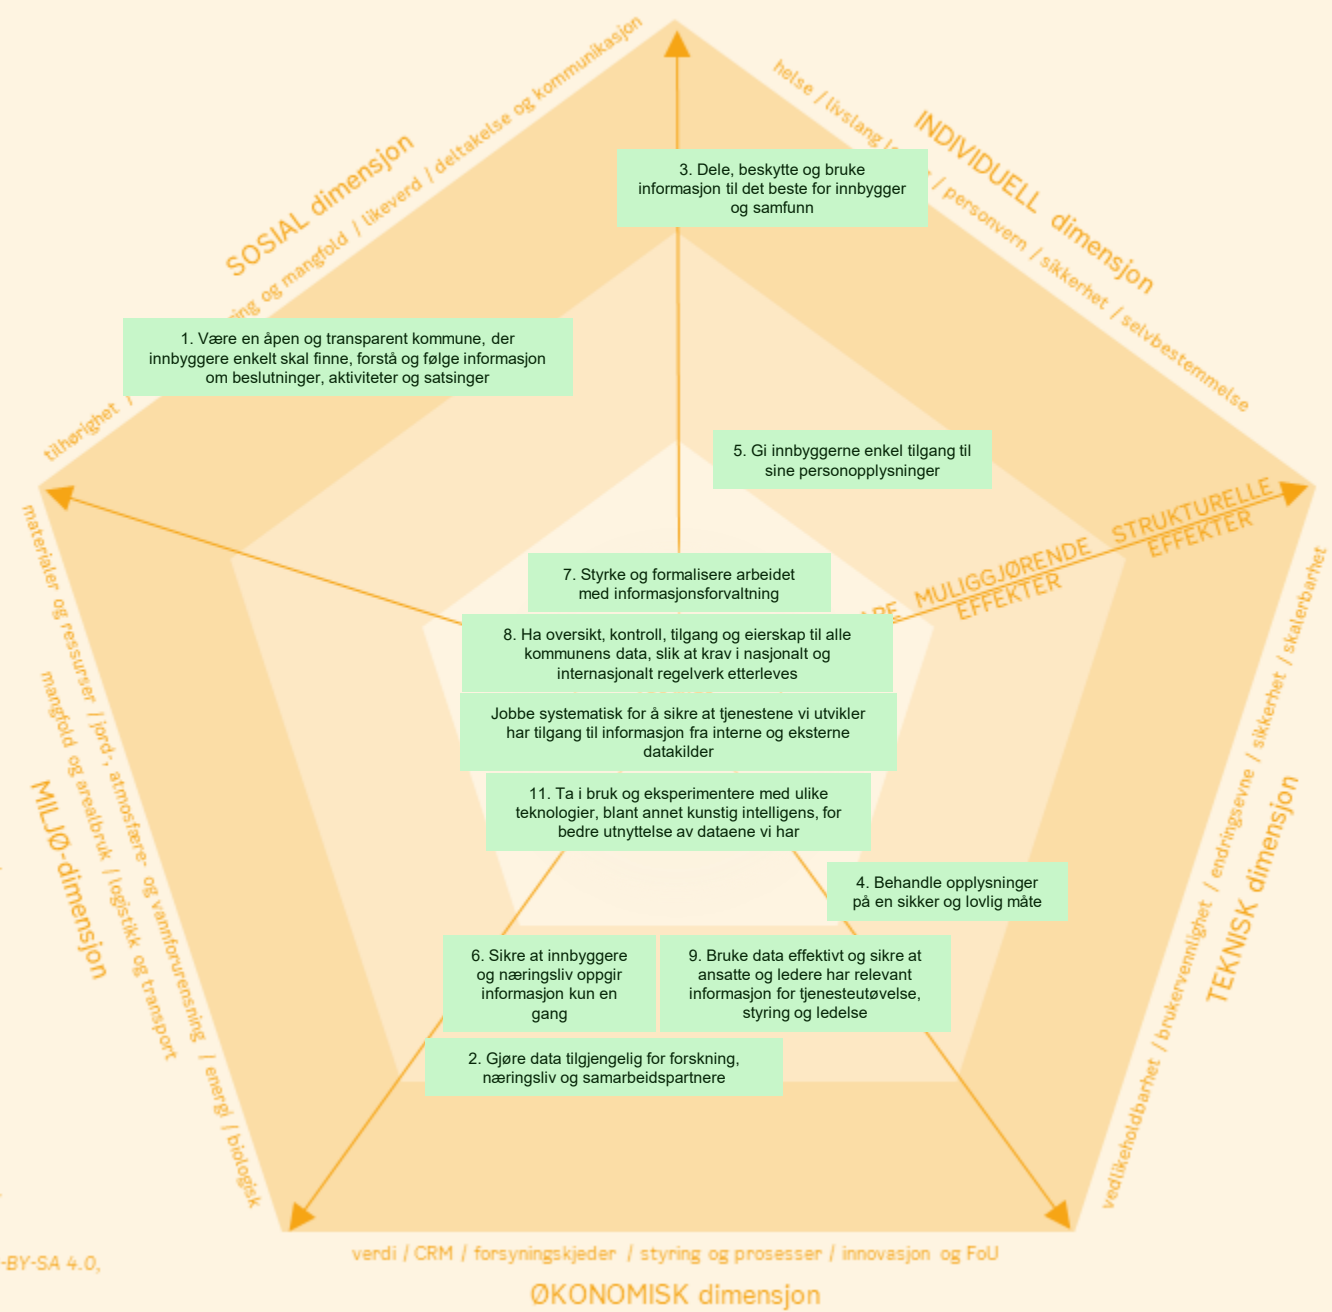 SOSIAL dimensjon
tilhørighet /
og mangfold / likeverd / deltakelse og kommunikasjon
INDIVIDUELL dimensjon
helse / livslang
/ personvern / sikkerhet / selvbestemmelse
3. Dele, beskytte og bruke
informasjon til det beste for innbygger
og samfunn
1. Være en åpen og transparent kommune, der
innbyggere enkelt skal finne, forstå og følge informasjon
om beslutninger, aktiviteter og satsinger
5. Gi innbyggerne enkel tilgang til
sine personopplysninger
STRUKTURELLE
EFFEKTER
MULIGGJØRENDE
EFFEKTER
7. Styrke og formalisere arbeidet
med informasjonsforvaltning
8. Ha oversikt, kontroll, tilgang og eierskap til alle
kommunens data, slik at krav i nasjonalt og
internasjonalt regelverk etterleves
Jobbe systematisk for å sikre at tjenestene vi utvikler
har tilgang til informasjon fra interne og eksterne
datakilder
11. Ta i bruk og eksperimentere med ulike
teknologier, blant annet kunstig intelligens, for
bedre utnyttelse av dataene vi har
4. Behandle opplysninger
på en sikker og lovlig måte
6. Sikre at innbyggere
og næringsliv oppgir
informasjon kun en
gang
9. Bruke data effektivt og sikre at
ansatte og ledere har relevant
informasjon for tjenesteutøvelse,
styring og ledelse
2. Gjøre data tilgjengelig for forskning,
næringsliv og samarbeidspartnere
materialer og ressurser / jord-, atmosfære- og vannforurensning / energi / biologisk
mangfold og arealbruk / logistikk og transport
MILJØ-dimensjon
vedlikeholdbarhet / brukervennlighet / endringsevne / sikkerhet / skalerbarhet
TEKNISK dimensjon
verdi / CRM / forsyningskjeder / styring og prosesser / innovasjon og FoU
ØKONOMISK dimensjon
-BY-SA 4.0,